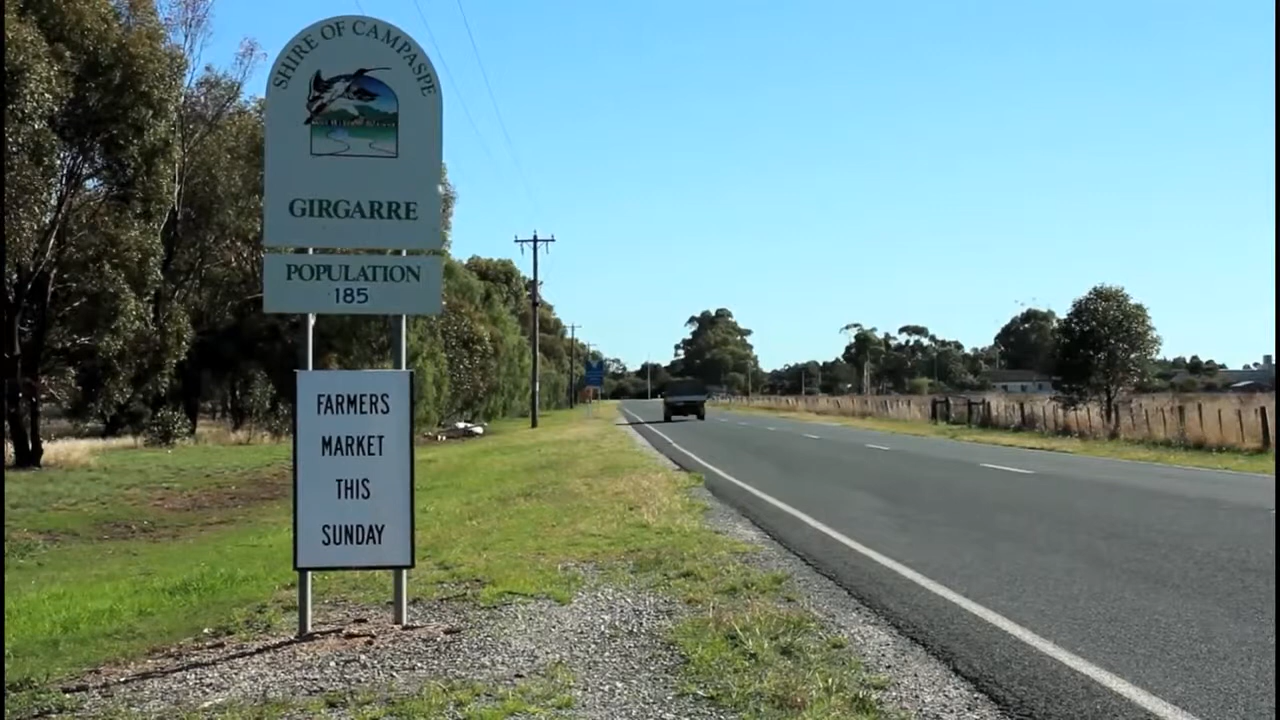 SHIRE OF CAMPASPE
GIRGARRE
POPULATION
185
FARMERS
MARKET
THIS
SUNDAY